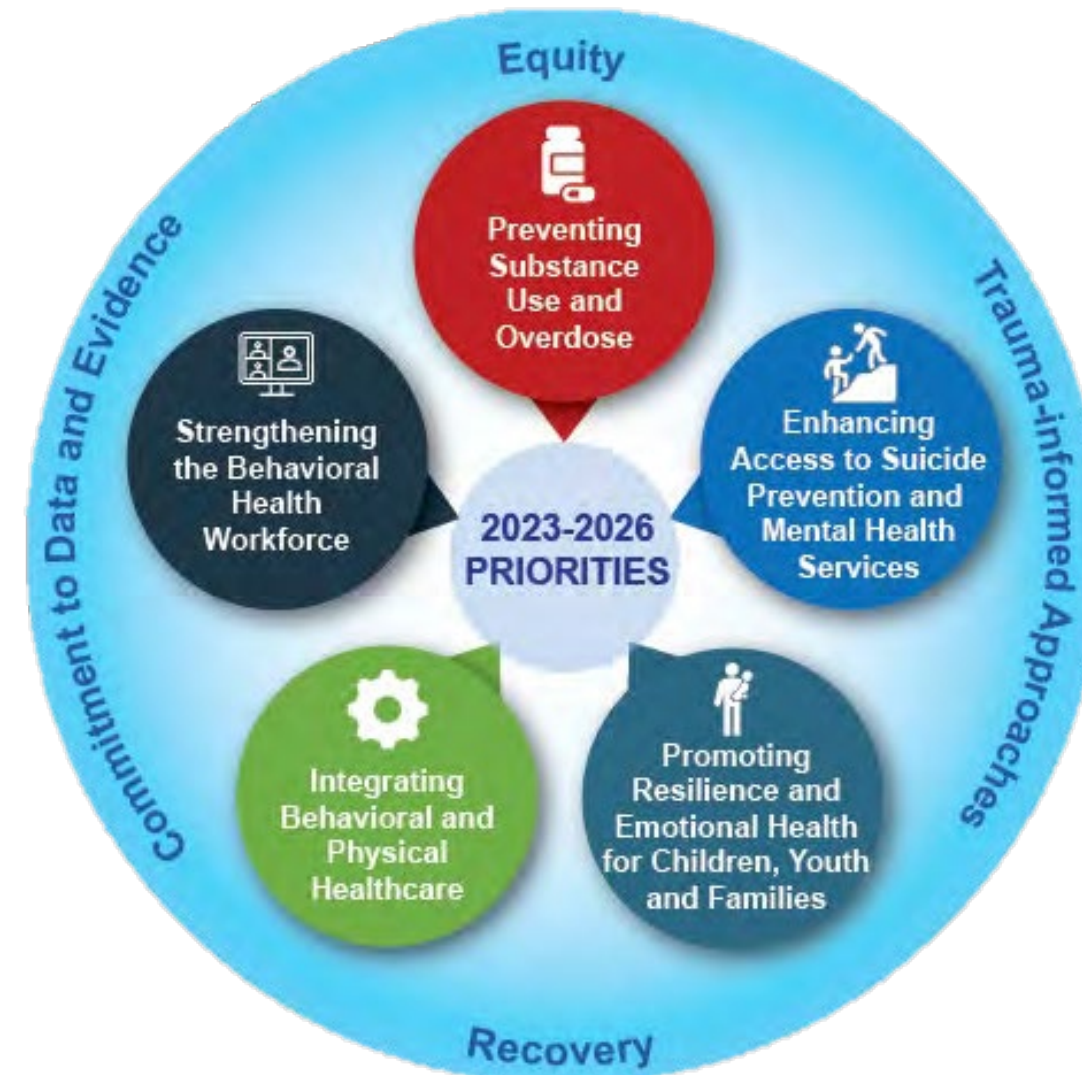 Equity
Preventing
Substance
Use and
Overdose
Enhancing
Access to Suicide
Prevention and
Mental Health
Services
Promoting
Resilience and
Emotional Health
for Children, Youth
and Families
Integrating
Behavioral and
Physical
Healthcare
Strengthening
the Behavioral
Health
Workforce
2023-2026
PRIORITIES
Trauma-informed Approaches
Recovery
Commitment to Data and Evidence